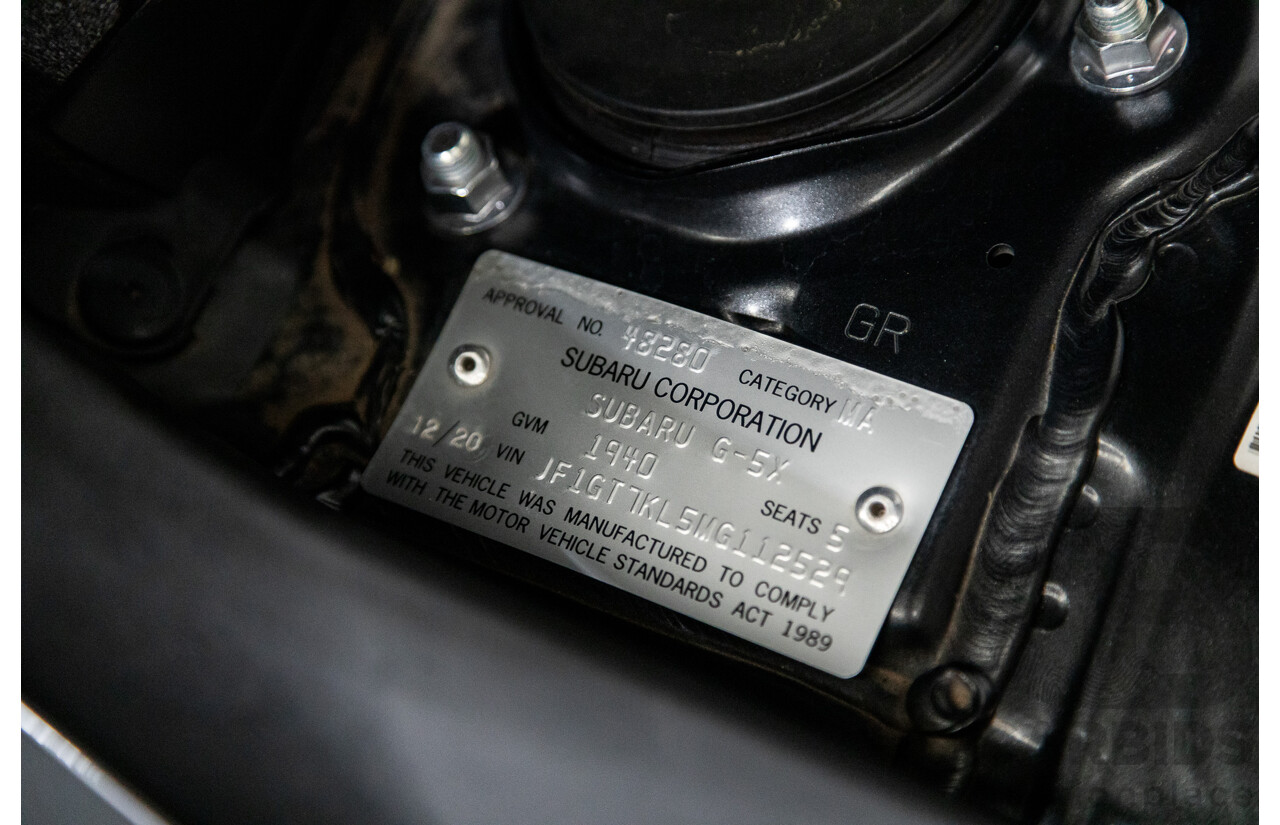 GR
APPROVAL NO. 48280 CATEGORY MA
SUBARU CORPORATION
SUBARU G-5X
GVM 1940 SEATS 5
12/20 VIN JF1GT7KL5MG112529
THIS VEHICLE WAS MANUFACTURED TO COMPLY
WITH THE MOTOR VEHICLE STANDARDS ACT 1989
BIDS